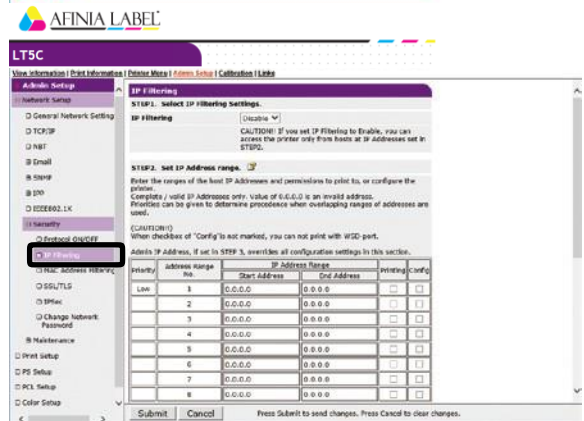 AFINIA LABEL
LT5C
View Information | Print Information | Printer Menu | Admin Setup | Calibration | Links
Admin Setup
Network Setup
General Network Setting
TCP/IP
NBT
Email
SNMP
IPP
IEEE802.1X
Security
Protocol ON/OFF
IP Filtering
MAC Address Filtering
SSL/TLS
IPSec
Change Network
Password
Maintenance
Print Setup
PS Setup
PCL Setup
Color Setup
IP Filtering
STEP1. Select IP Filtering Settings.
IP Filtering Disable
CAUTION!! If you set IP Filtering to Enable, you can
access the printer only from hosts at IP Addresses set in
STEP2.
STEP2. Set IP Address range.
Enter the ranges of the host IP Addresses and permissions to print to, or configure the
printer.
Complete / valid IP Addresses only. Value of 0.0.0.0 is an invalid address.
Priorities can be given to determine precedence when overlapping ranges of addresses are
used.
(CAUTION!!)
When checkbox of "Config" is not marked, you can not print with WSD-port.
Admin IP Address, if set in STEP 3, overrides all configuration settings in this section.
Priority Address Range No. IP Address Range Printing Config
Start Address End Address
Low 1 0.0.0.0 0.0.0.0
2 0.0.0.0 0.0.0.0
3 0.0.0.0 0.0.0.0
4 0.0.0.0 0.0.0.0
5 0.0.0.0 0.0.0.0
6 0.0.0.0 0.0.0.0
7 0.0.0.0 0.0.0.0
8 0.0.0.0 0.0.0.0
Submit Cancel Press Submit to send changes. Press Cancel to clear changes.